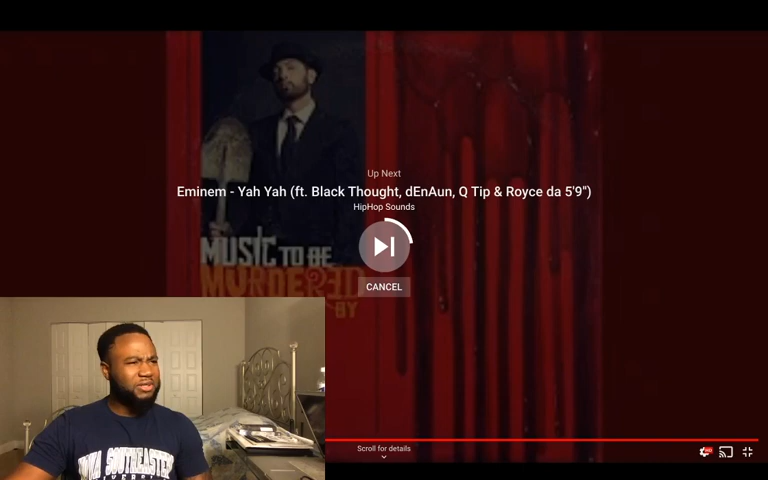 Up Next
Eminem - Yah Yah (ft. Black Thought, dEnAun, Q Tip & Royce da 5'9")
HipHop Sounds
CANCEL
MUSIC TO BE
MURDERED
BY
SOUTHEASTERN
Scroll for details